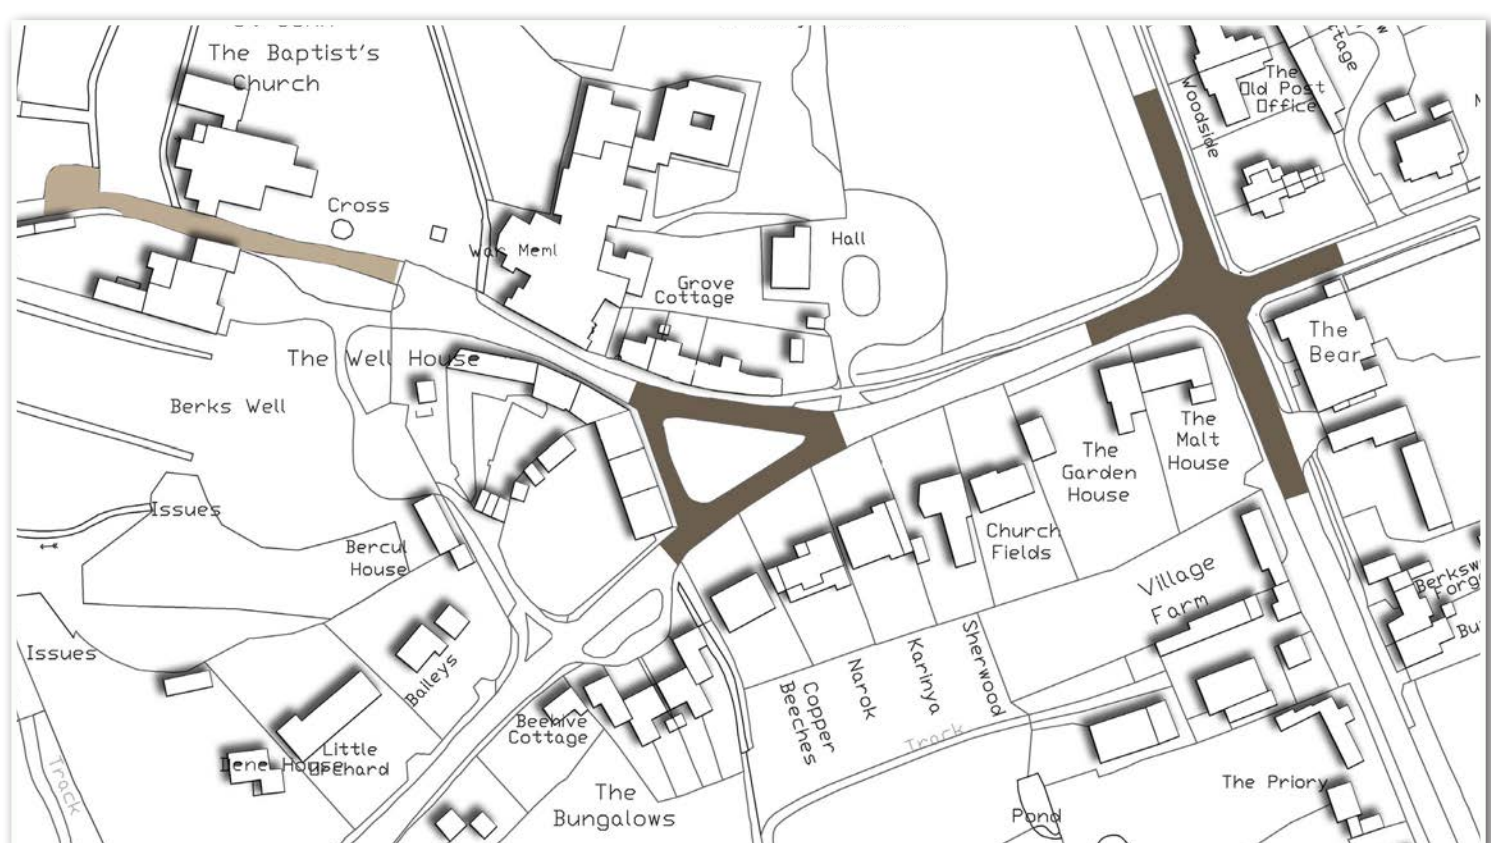 The Baptist's
Church
Cross
War Meml
Hall
Grove
Cottage
Woodside
The
Old Post
Office
The
Bear
The Well House
Berks Well
Issues
Bercul
House
Issues
Baileys
Little
Orchard
Dene House
Track
Beehive
Cottage
The
Bungalows
Copper
Beeches
Narok
Karinya
Sherwood
Church
Fields
The
Garden
House
The
Malt
House
Village
Farm
Track
Pond
The Priory